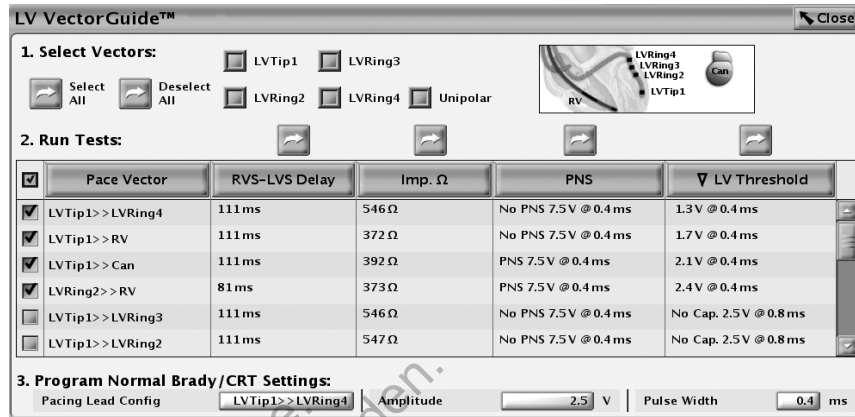 LV VectorGuide™
Close
1. Select Vectors:
LVTip1 LVRing3
Select All Deselect All
LVRing2 LVRing4 Unipolar
LVRing4
LVRing3
LVRing2
LVTip1
Can
RV
2. Run Tests:
Pace Vector RVS-LVS Delay Imp. Ω PNS ∇ LV Threshold
LVTip1>>LVRing4 111ms 546Ω No PNS 7.5V @ 0.4ms 1.3V @ 0.4ms
LVTip1>>RV 111ms 372Ω No PNS 7.5V @ 0.4ms 1.7V @ 0.4ms
LVTip1>>Can 111ms 392Ω PNS 7.5V @ 0.4ms 2.1V @ 0.4ms
LVRing2>>RV 81ms 373Ω PNS 7.5V @ 0.4ms 2.4V @ 0.4ms
LVTip1>>LVRing3 111ms 546Ω No PNS 7.5V @ 0.4ms No Cap. 2.5V @ 0.8ms
LVTip1>>LVRing2 111ms 547Ω No PNS 7.5V @ 0.4ms No Cap. 2.5V @ 0.8ms
3. Program Normal Brady/CRT Settings:
Pacing Lead Config LVTip1>>LVRing4 Amplitude 2.5 V Pulse Width 0.4 ms